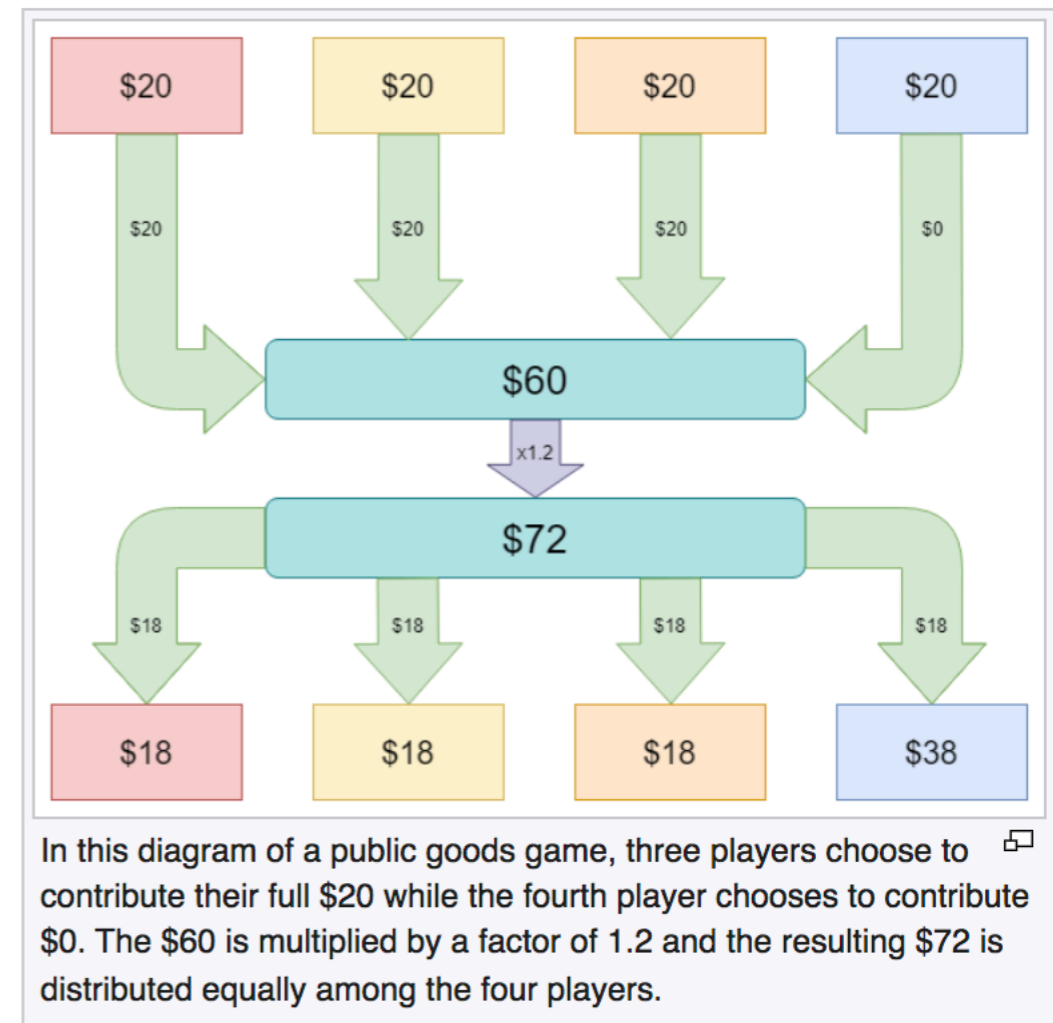 $20 $20 $20 $20
$20 $20 $20 $0
$60
x1.2
$72
$18 $18 $18 $18
$18 $18 $18 $38
In this diagram of a public goods game, three players choose to
contribute their full $20 while the fourth player chooses to contribute
$0. The $60 is multiplied by a factor of 1.2 and the resulting $72 is
distributed equally among the four players.